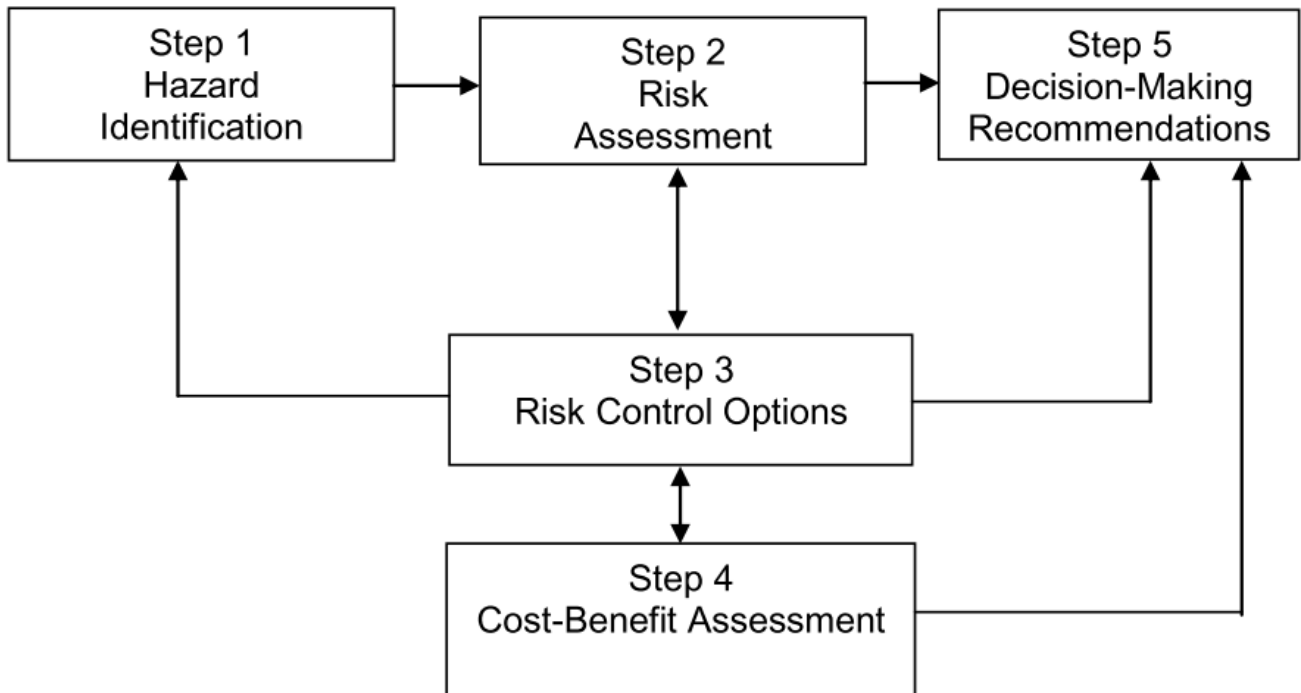 Step 1
Hazard
Identification
Step 2
Risk
Assessment
Step 5
Decision-Making
Recommendations
Step 3
Risk Control Options
Step 4
Cost-Benefit Assessment